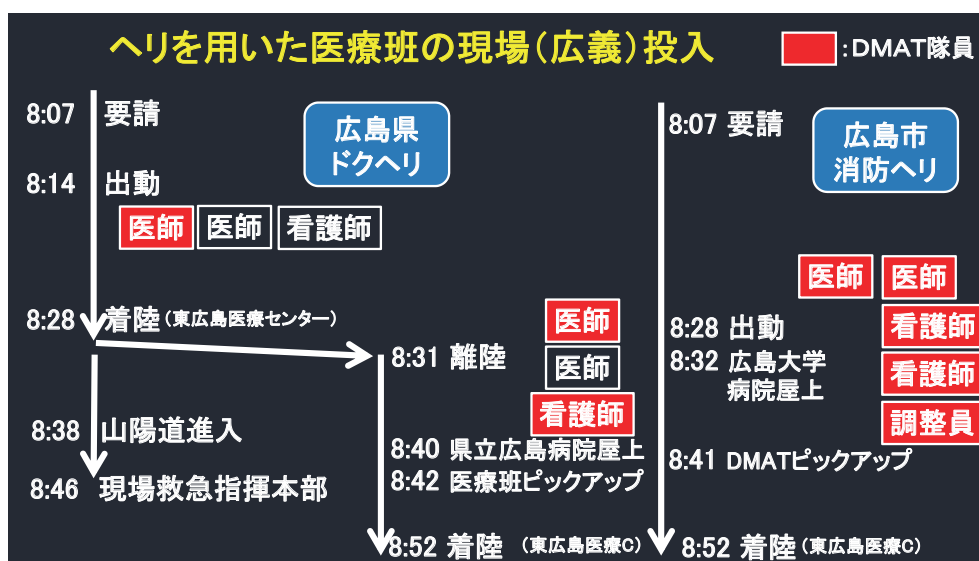 ヘリを用いた医療班の現場(広義)投入
:DMAT隊員
8:07 要請
広島県
ドクヘリ
8:14 出動
医師 医師 看護師
8:28 着陸(東広島医療センター)
8:38 山陽道進入
8:46 現場救急指揮本部
8:31 離陸
医師
医師
看護師
8:40 県立広島病院屋上
8:42 医療班ピックアップ
8:52 着陸 (東広島医療C)
8:07 要請
広島市
消防ヘリ
医師 医師
8:28 出動
看護師
8:32 広島大学
病院屋上
看護師
調整員
8:41 DMATピックアップ
8:52 着陸(東広島医療C)